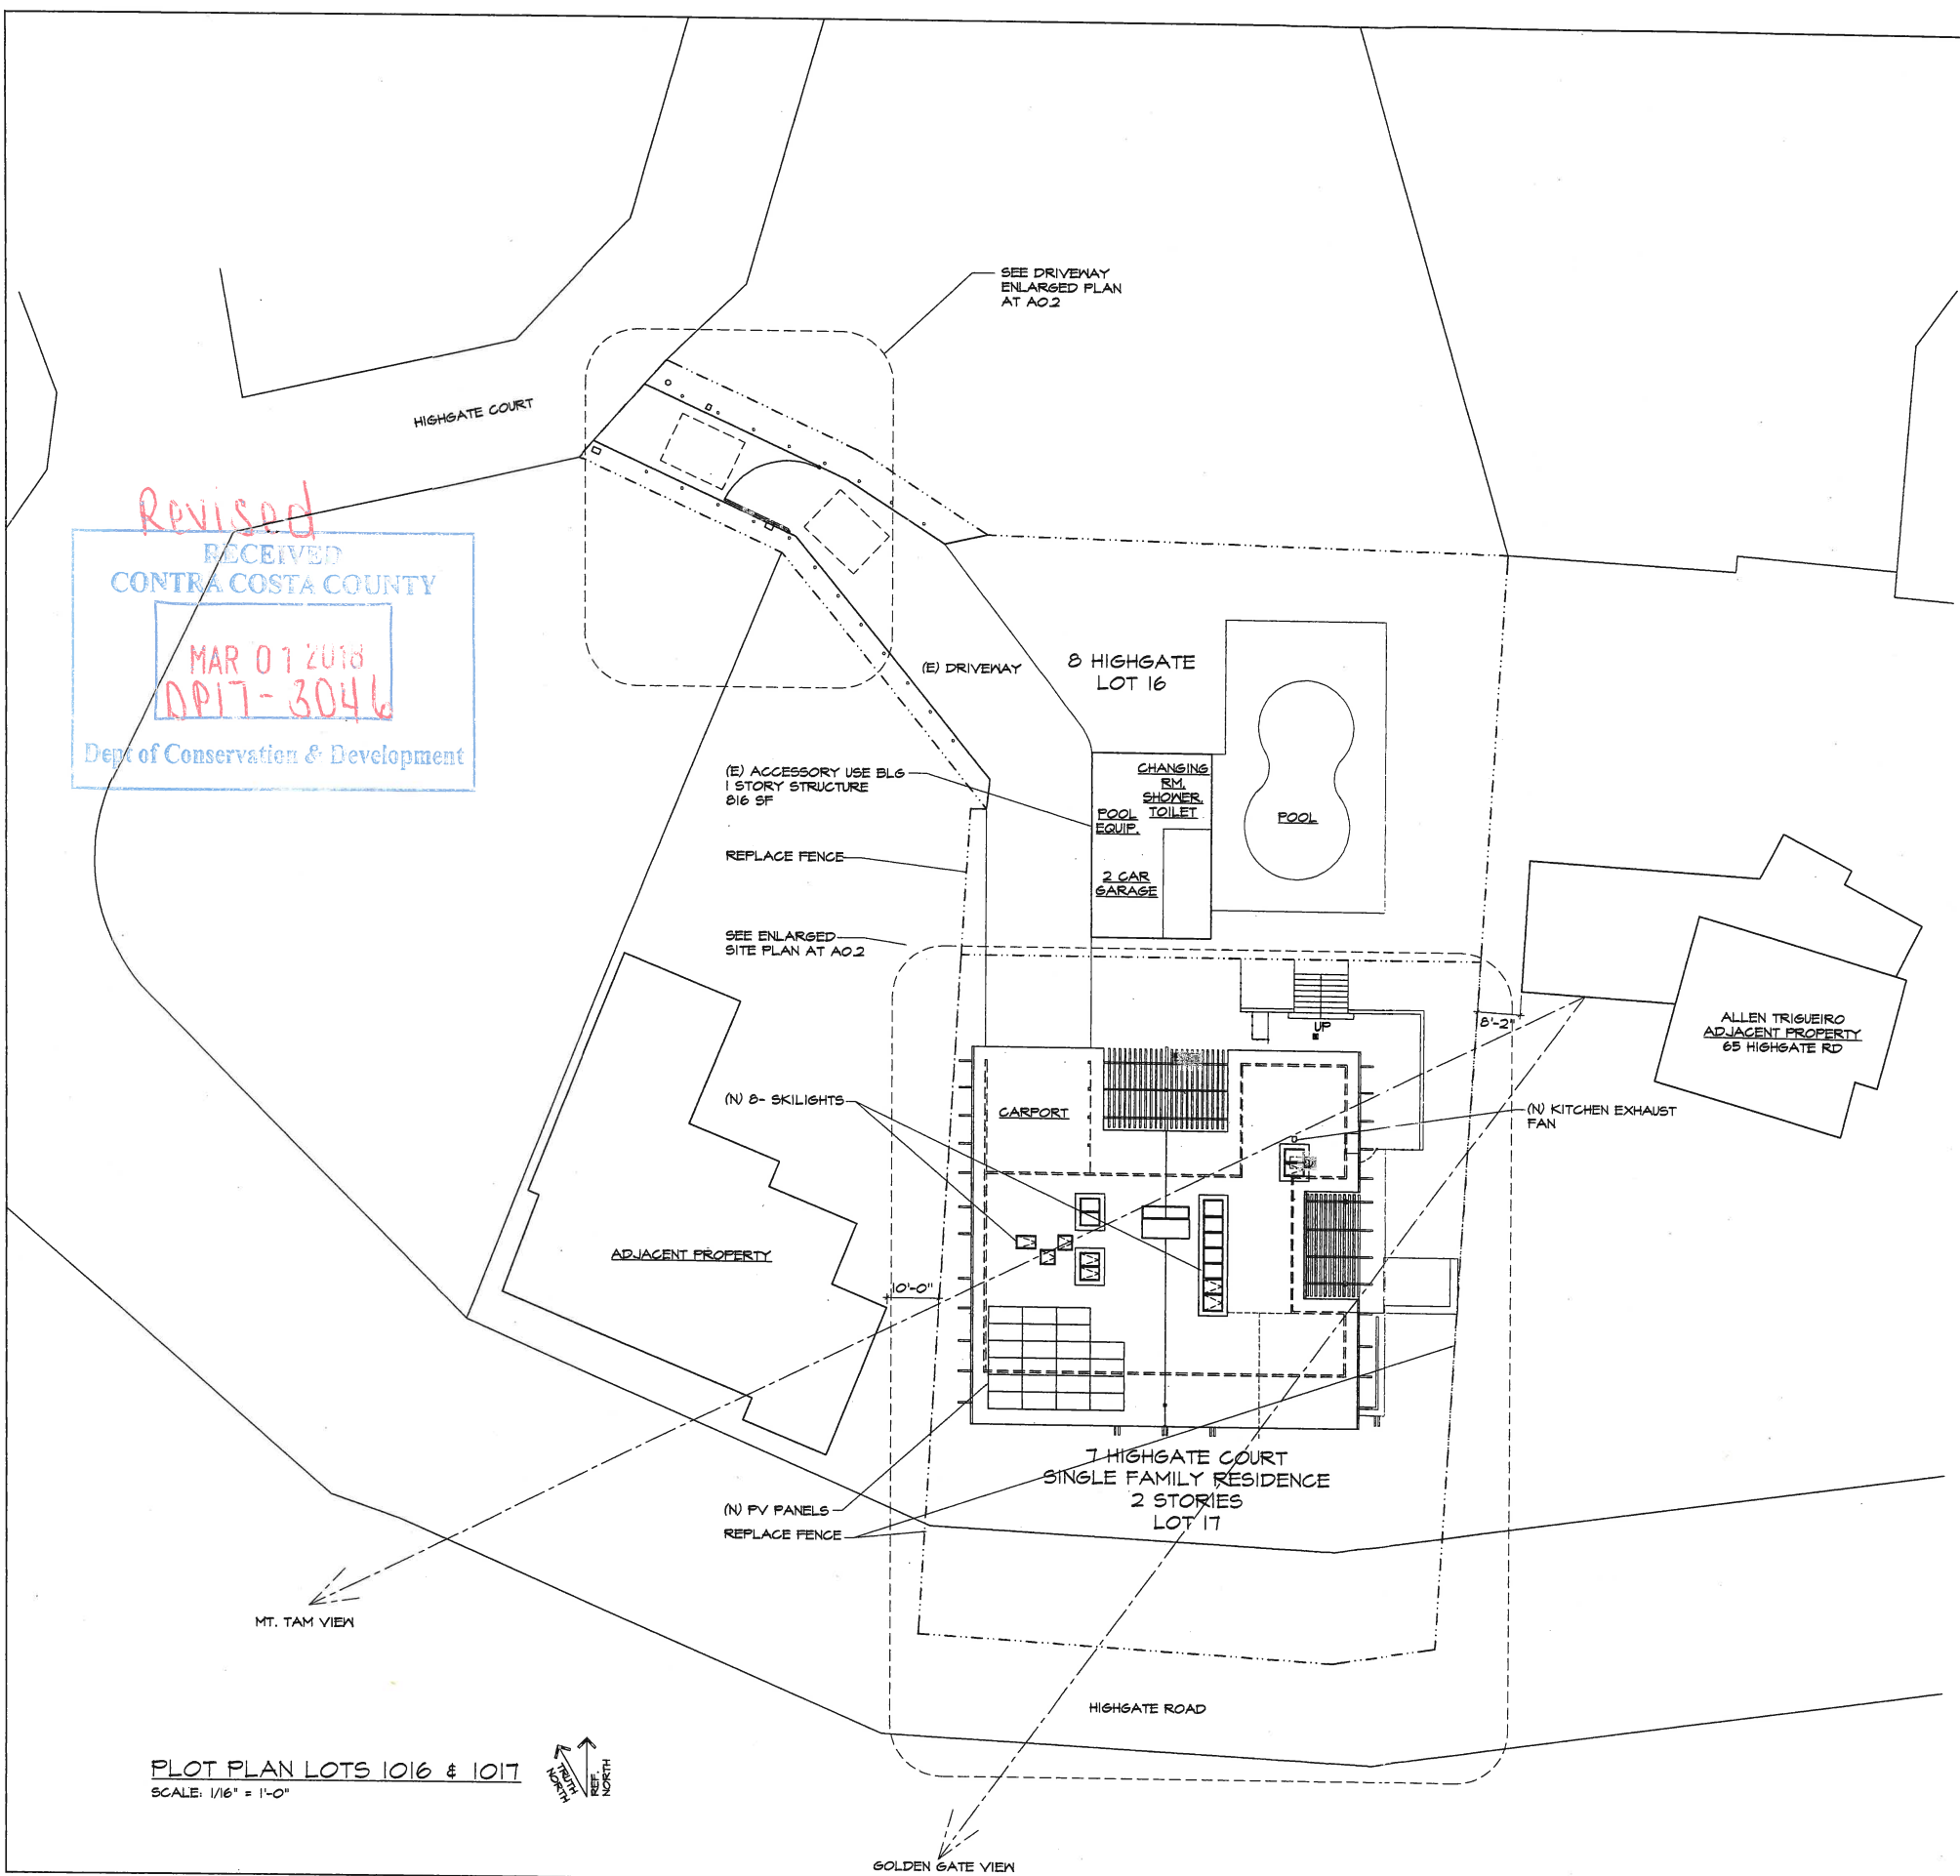 SEE DRIVEWAY
ENLARGED PLAN
AT A0.2
HIGHGATE COURT
Revised
RECEIVED
CONTRA COSTA COUNTY
MAR 01 2018
DP17-3046
Dept of Conservation & Development
(E) DRIVEWAY
8 HIGHGATE
LOT 16
(E) ACCESSORY USE BLG
1 STORY STRUCTURE
816 SF
CHANGING
RM,
SHOWER,
TOILET
POOL
EQUIP.
POOL
REPLACE FENCE
2 CAR
GARAGE
SEE ENLARGED
SITE PLAN AT A0.2
UP
8'-2"
ALLEN TRIGUEIRO
ADJACENT PROPERTY
65 HIGHGATE RD
(N) 8- SKILIGHTS
CARPORT
(N) KITCHEN EXHAUST
FAN
ADJACENT PROPERTY
10'-0"
7 HIGHGATE COURT
SINGLE FAMILY RESIDENCE
2 STORIES
LOT 17
(N) PV PANELS
REPLACE FENCE
MT. TAM VIEW
HIGHGATE ROAD
PLOT PLAN LOTS 1016 & 1017
SCALE: 1/16" = 1'-0"
TRUTH
NORTH
REF.
NORTH
GOLDEN GATE VIEW